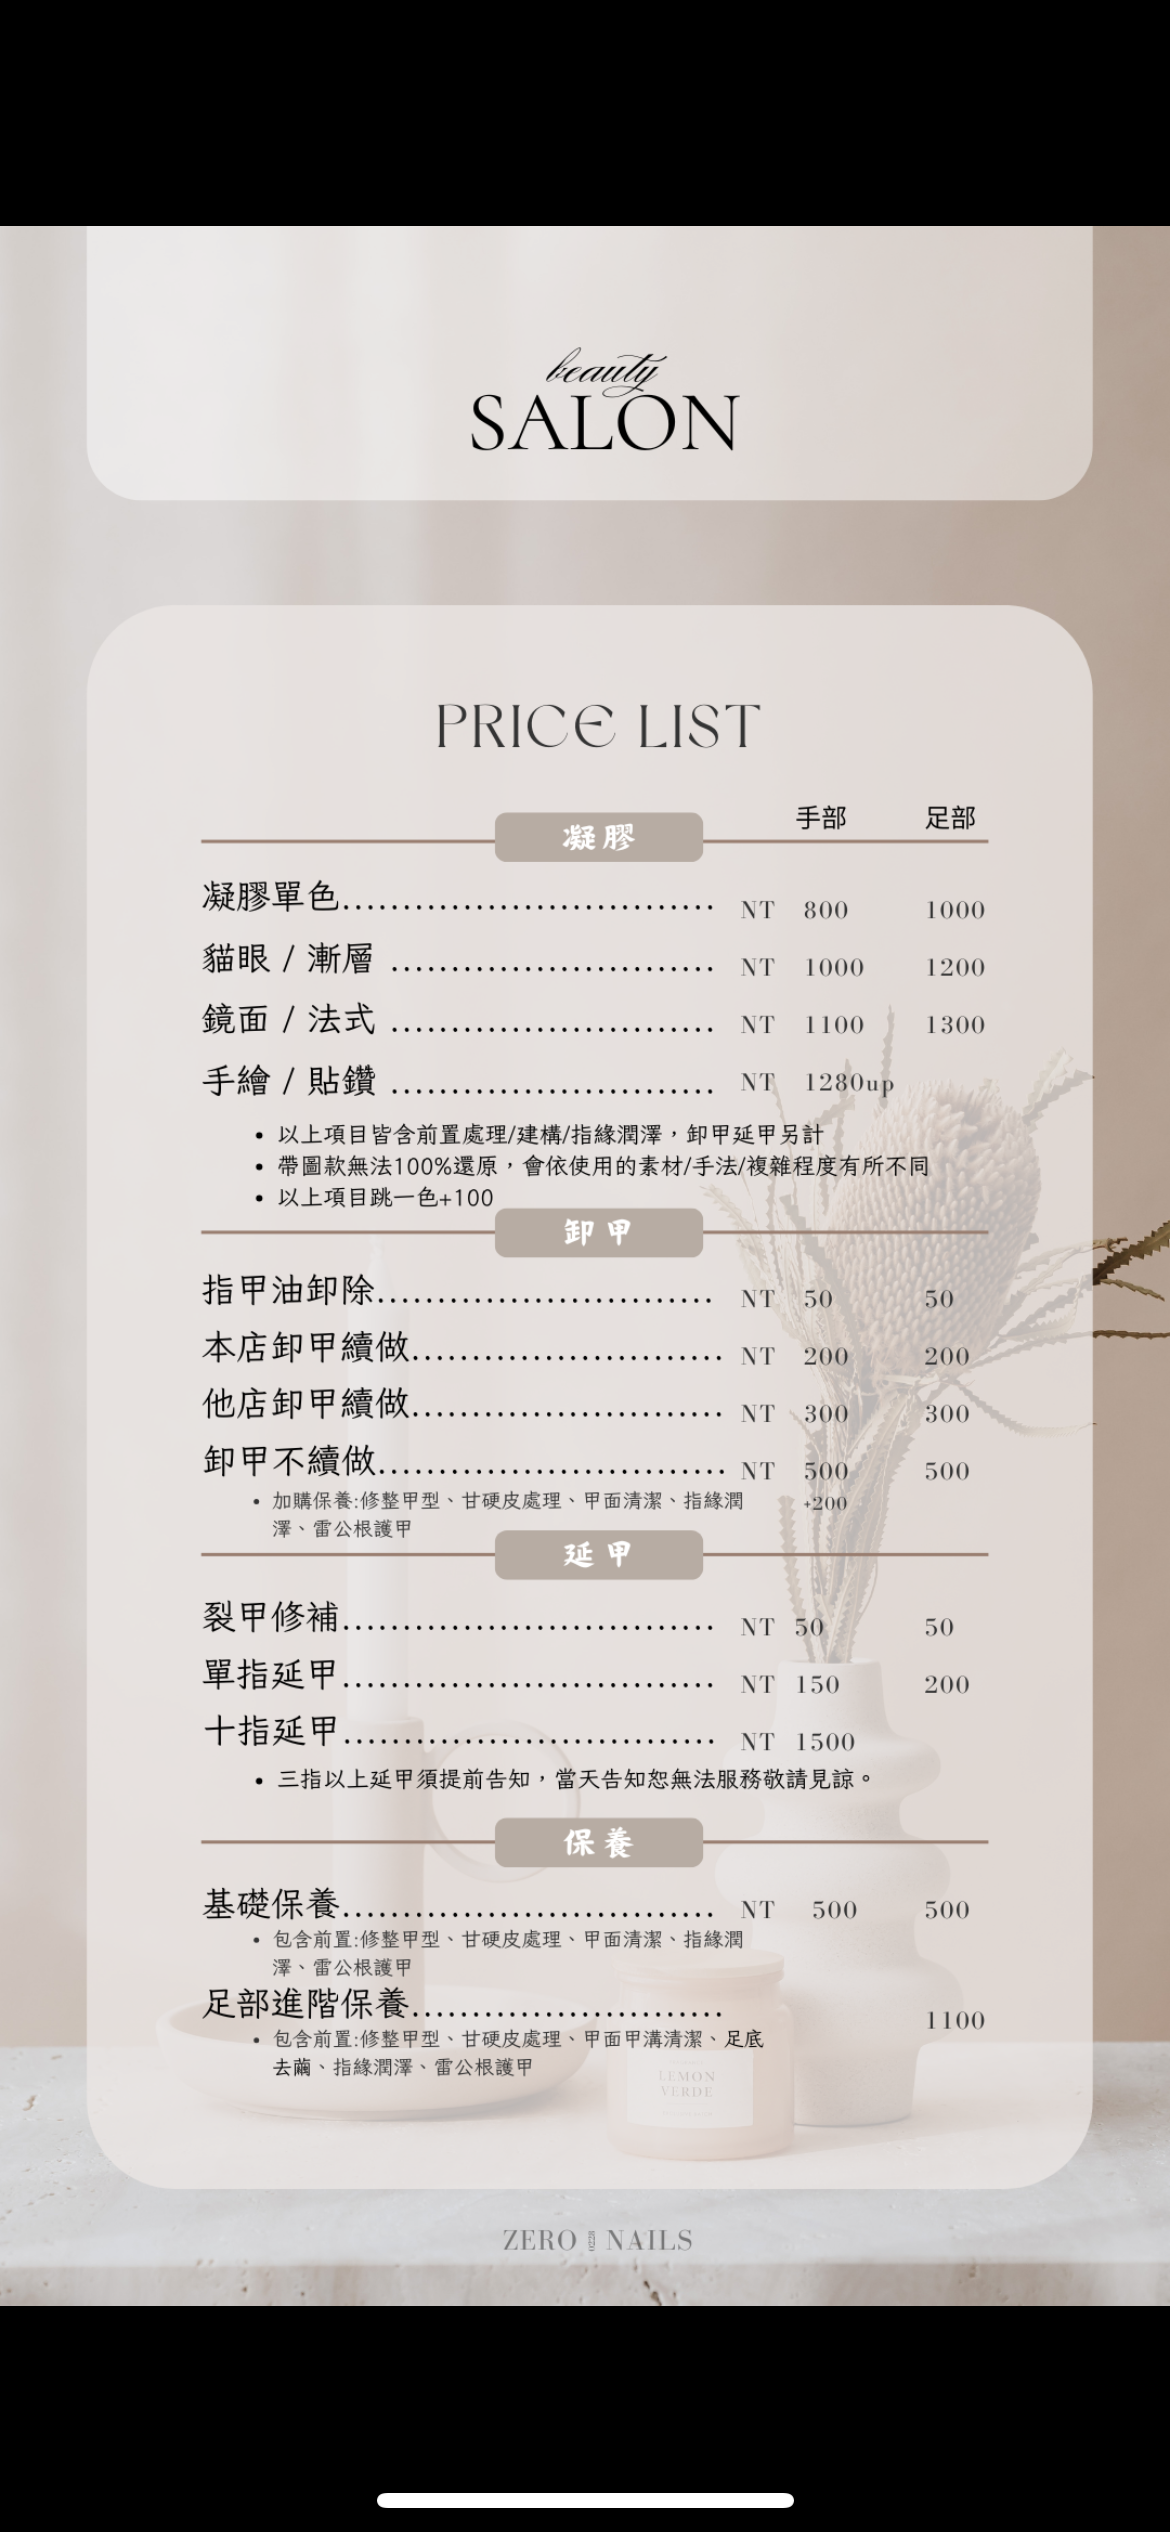 beauty
SALON
PRICE LIST
手部 足部
凝膠
凝膠單色............................... NT 800 1000
貓眼 / 漸層 ........................... NT 1000 1200
鏡面 / 法式 ........................... NT 1100 1300
手繪 / 貼鑽 ........................... NT 1280up
• 以上項目皆含前置處理/建構/指緣潤澤，卸甲延甲另計
• 帶圖款無法100%還原，會依使用的素材/手法/複雜程度有所不同
• 以上項目跳一色+100
卸甲
指甲油卸除............................ NT 50 50
本店卸甲續做.......................... NT 200 200
他店卸甲續做.......................... NT 300 300
卸甲不續做............................. NT 500 500
• 加購保養:修整甲型、甘硬皮處理、甲面清潔、指緣潤 +200
澤、雷公根護甲
延甲
裂甲修補............................... NT 50 50
單指延甲............................... NT 150 200
十指延甲............................... NT 1500
• 三指以上延甲須提前告知，當天告知恕無法服務敬請見諒。
保養
基礎保養............................... NT 500 500
• 包含前置:修整甲型、甘硬皮處理、甲面清潔、指緣潤
澤、雷公根護甲
足部進階保養.......................... 1100
• 包含前置:修整甲型、甘硬皮處理、甲面甲溝清潔、足底
去繭、指緣潤澤、雷公根護甲
LEMON
VERDE
ZERO NAILS